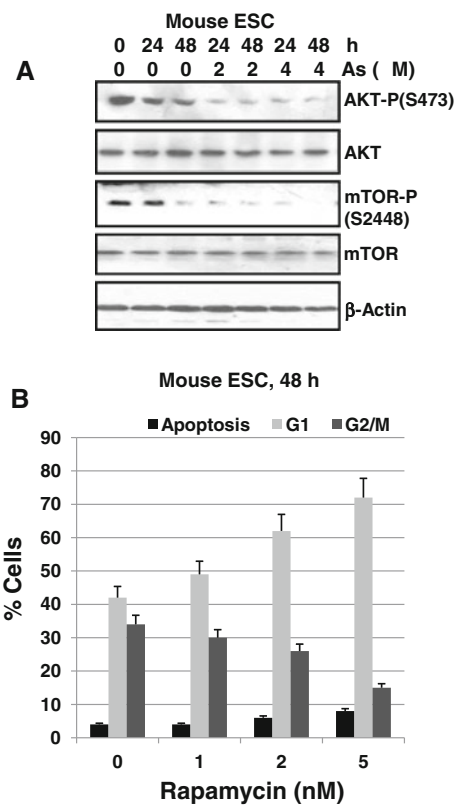 Mouse ESC
0 24 48 24 48 24 48 h
A
0 0 0 2 2 4 4 As ( M)
AKT-P(S473)
AKT
mTOR-P
(S2448)
mTOR
β-Actin
Mouse ESC, 48 h
B
Apoptosis G1 G2/M
90
80
70
60
50
40
30
20
10
0
% Cells
0 1 2 5
Rapamycin (nM)